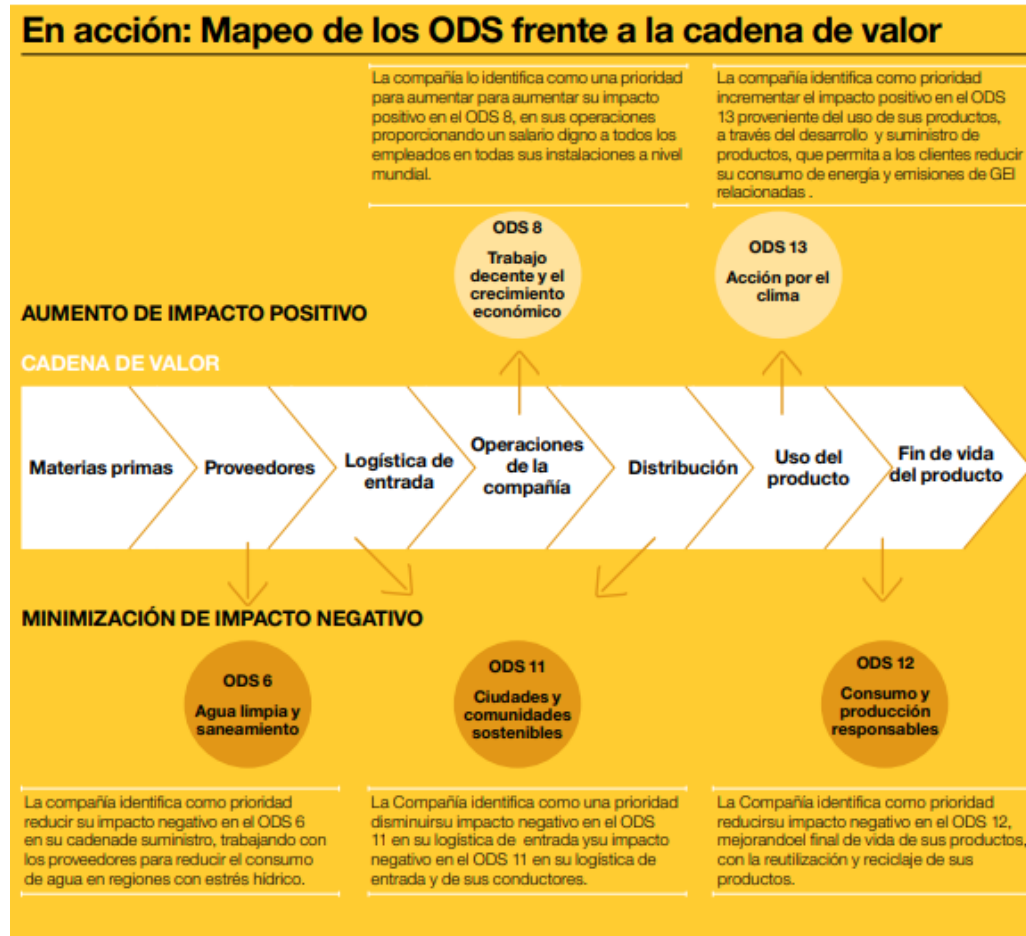 En acción: Mapeo de los ODS frente a la cadena de valor
La compañía lo identifica como una prioridad
para aumentar para aumentar su impacto
positivo en el ODS 8, en sus operaciones
proporcionando un salario digno a todos los
empleados en todas sus instalaciones a nivel
mundial.
La compañía identifica como prioridad
incrementar el impacto positivo en el ODS
13 proveniente del uso de sus productos,
a través del desarrollo y suministro de
productos, que permita a los clientes reducir
su consumo de energía y emisiones de GEI
relacionadas .
ODS 8
Trabajo
decente y el
crecimiento
económico
ODS 13
Acción por el
clima
AUMENTO DE IMPACTO POSITIVO
CADENA DE VALOR
Materias primas
Proveedores
Logística de
entrada
Operaciones
de la
compañía
Distribución
Uso del
producto
Fin de vida
del producto
MINIMIZACIÓN DE IMPACTO NEGATIVO
ODS 6
Agua limpia y
saneamiento
ODS 11
Ciudades y
comunidades
sostenibles
ODS 12
Consumo y
producción
responsables
La compañía identifica como prioridad
reducir su impacto negativo en el ODS 6
en su cadenade suministro, trabajando con
los proveedores para reducir el consumo
de agua en regiones con estrés hídrico.
La Compañía identifica como una prioridad
disminuirsu impacto negativo en el ODS
11 en su logística de entrada ysu impacto
negativo en el ODS 11 en su logística de
entrada y de sus conductores.
La Compañía identifica como prioridad
reducirsu impacto negativo en el ODS 12,
mejorandoel final de vida de sus productos,
con la reutilización y reciclaje de sus
productos.